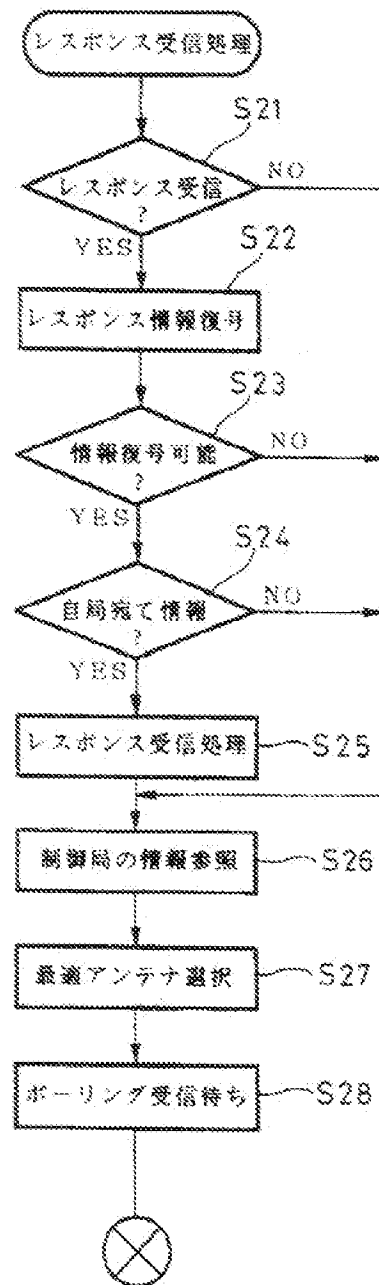 レスポンス受信処理
S21
レスポンス受信
?
NO
YES
S22
レスポンス情報復号
S23
情報復号可能
?
NO
YES
S24
自局宛て情報
?
NO
YES
レスポンス受信処理
S25
制御局の情報参照
S26
最適アンテナ選択
S27
ポーリング受信待ち
S28